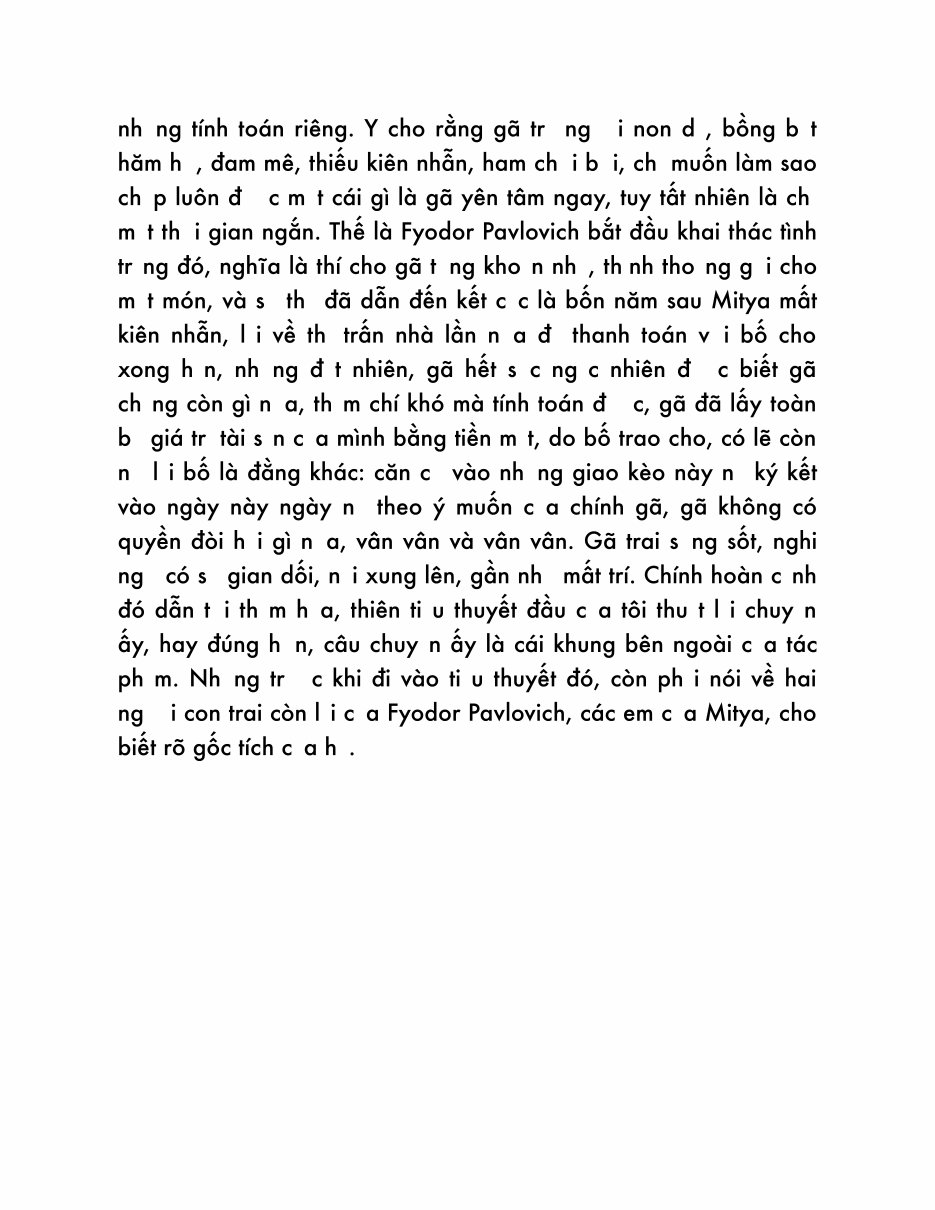 nh ng tính toán riêng. Y cho rằng gã tr ng i non d , bồng b t
hăm h , đam mê, thiếu kiên nhẫn, ham ch i b i, ch muốn làm sao
ch p luôn đ c m t cái gì là gã yên tâm ngay, tuy tất nhiên là ch
m t th i gian ngắn. Thế là Fyodor Pavlovich bắt đầu khai thác tình
tr ng đó, nghĩa là thí cho gã t ng kho n nh , th nh tho ng g i cho
m t món, và s th đã dẫn đến kết c c là bốn năm sau Mitya mất
kiên nhẫn, l i về th trấn nhà lần n a đ thanh toán v i bố cho
xong h n, nh ng đ t nhiên, gã hết s c ng c nhiên đ c biết gã
ch ng còn gì n a, th m chí khó mà tính toán đ c, gã đã lấy toàn
b giá tr tài s n c a mình bằng tiền m t, do bố trao cho, có lẽ còn
n l i bố là đằng khác: căn c vào nh ng giao kèo này n ký kết
vào ngày này ngày n theo ý muốn c a chính gã, gã không có
quyền đòi h i gì n a, vân vân và vân vân. Gã trai s ng sốt, nghi
ng có s gian dối, n i xung lên, gần nh mất trí. Chính hoàn c nh
đó dẫn t i th m h a, thiên ti u thuyết đầu c a tôi thu t l i chuy n
ấy, hay đúng h n, câu chuy n ấy là cái khung bên ngoài c a tác
ph m. Nh ng tr c khi đi vào ti u thuyết đó, còn ph i nói về hai
ng i con trai còn l i c a Fyodor Pavlovich, các em c a Mitya, cho
biết rõ gốc tích c a h .